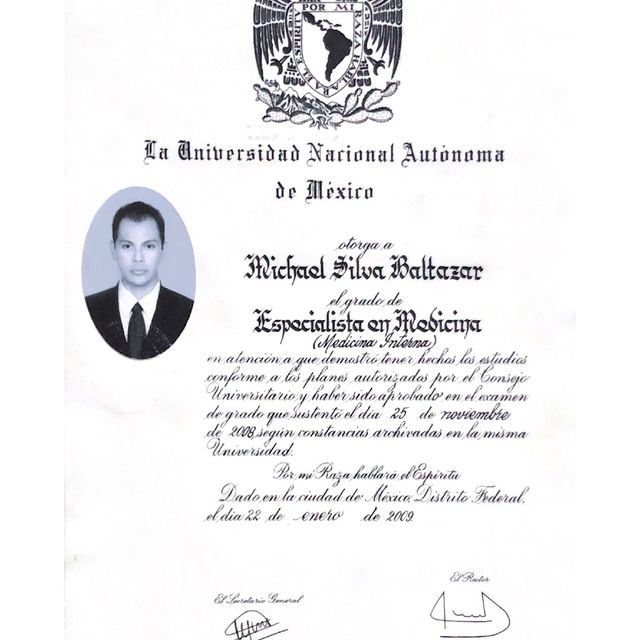 POR MI RAZA HABLARA EL ESPIRITU
La Universidad Nacional Autónoma
de México
otorga a
Michael Silva Baltazar
el grado de
Especialista en Medicina
(Medicina Interna)
en atención a que demostró tener hechos los estudios
conforme a los planes autorizados por el Consejo
Universitario y haber sido aprobado en el examen
de grado que sustentó el día 25 de noviembre
de 2008, según constancias archivadas en la misma
Universidad.
Por mi Raza hablará el Espíritu
Dado en la ciudad de México, Distrito Federal,
el día 22 de enero de 2009.
El Rector
El Secretario General